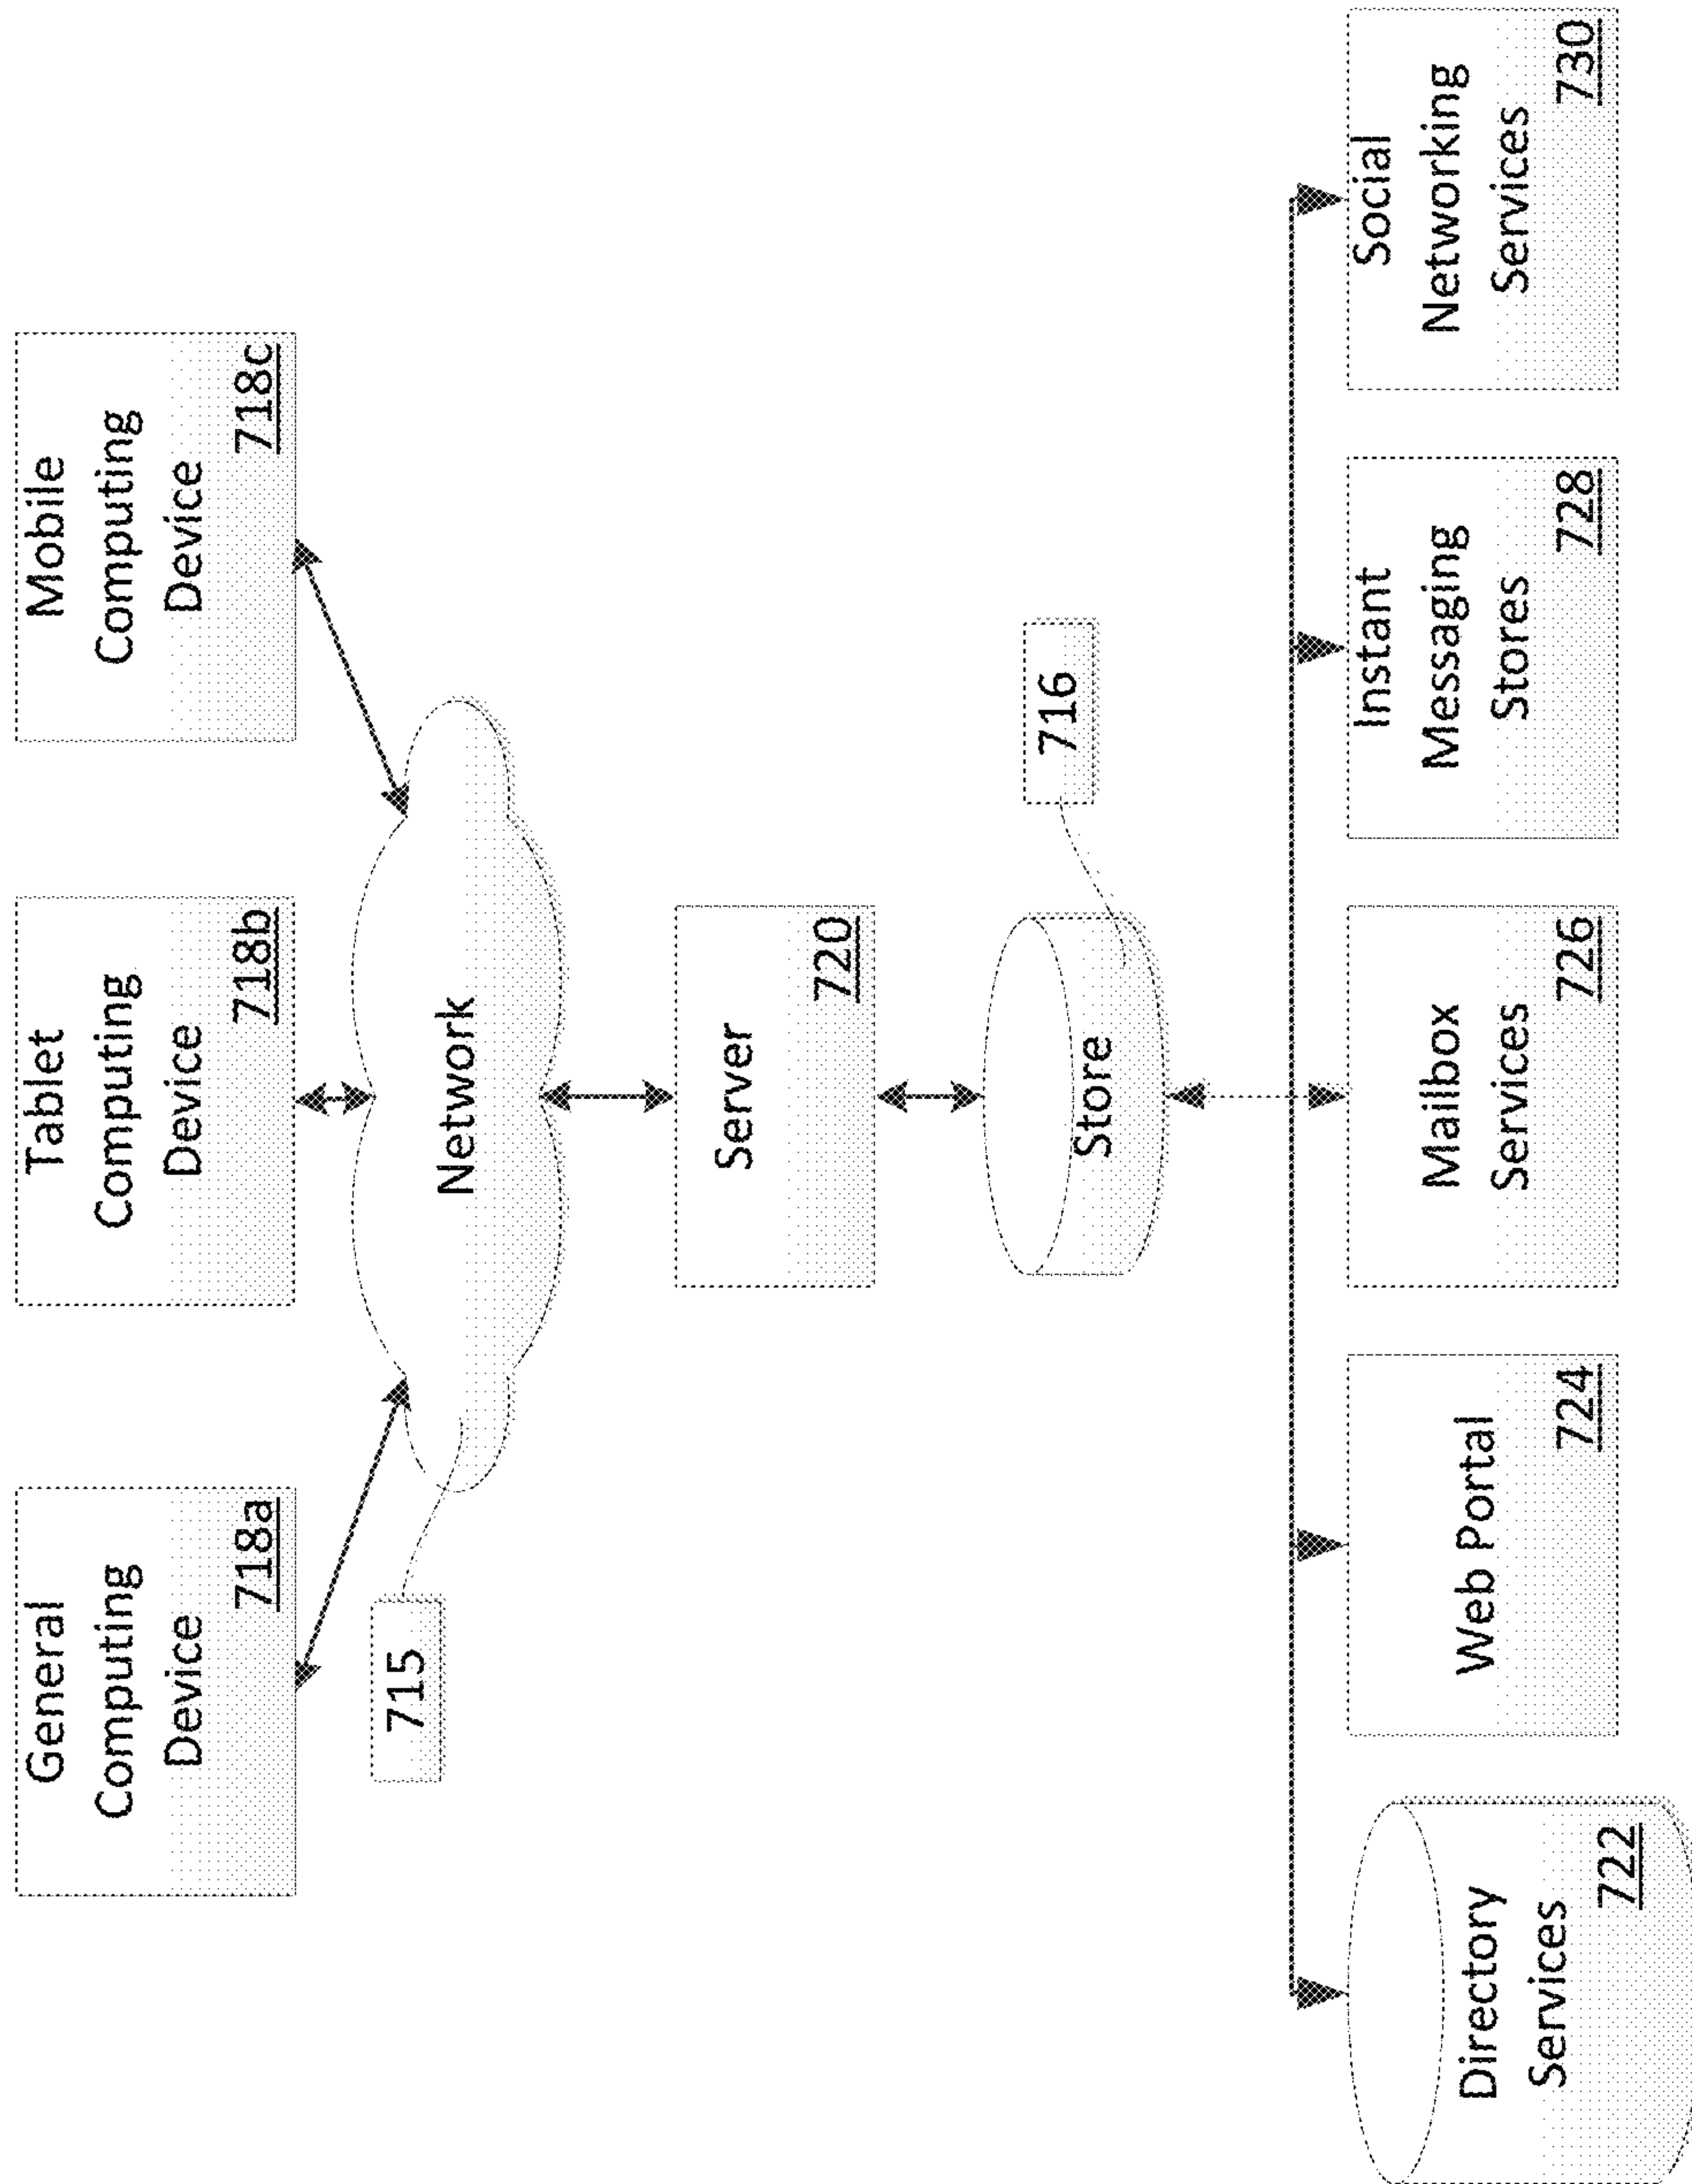 General
Computing
Device
718a
Tablet
Computing
Device
718b
Mobile
Computing
Device
718c
715
Network
Server
720
716
Store
Directory
Services
722
Web Portal
724
Mailbox
Services
726
Instant
Messaging
Stores
728
Social
Networking
Services
730